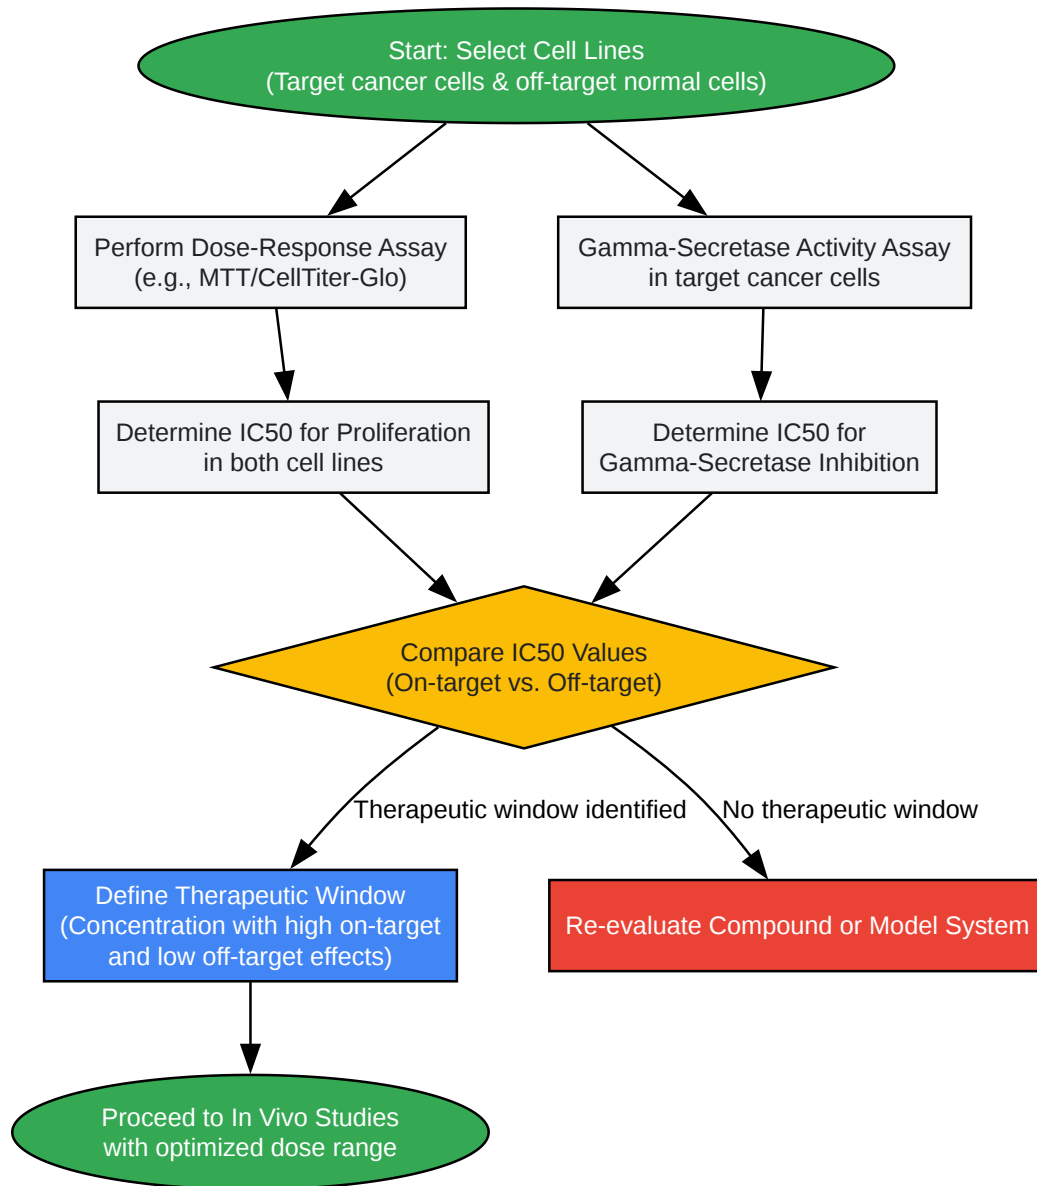 Start: Select Cell Lines
(Target cancer cells & off-target normal cells)
Perform Dose-Response Assay
(e.g., MTT/CellTiter-Glo)
Gamma-Secretase Activity Assay
in target cancer cells
Determine IC50 for Proliferation
in both cell lines
Determine IC50 for
Gamma-Secretase Inhibition
Compare IC50 Values
(On-target vs. Off-target)
Therapeutic window identified
No therapeutic window
Define Therapeutic Window
(Concentration with high on-target
and low off-target effects)
Re-evaluate Compound or Model System
Proceed to In Vivo Studies
with optimized dose range